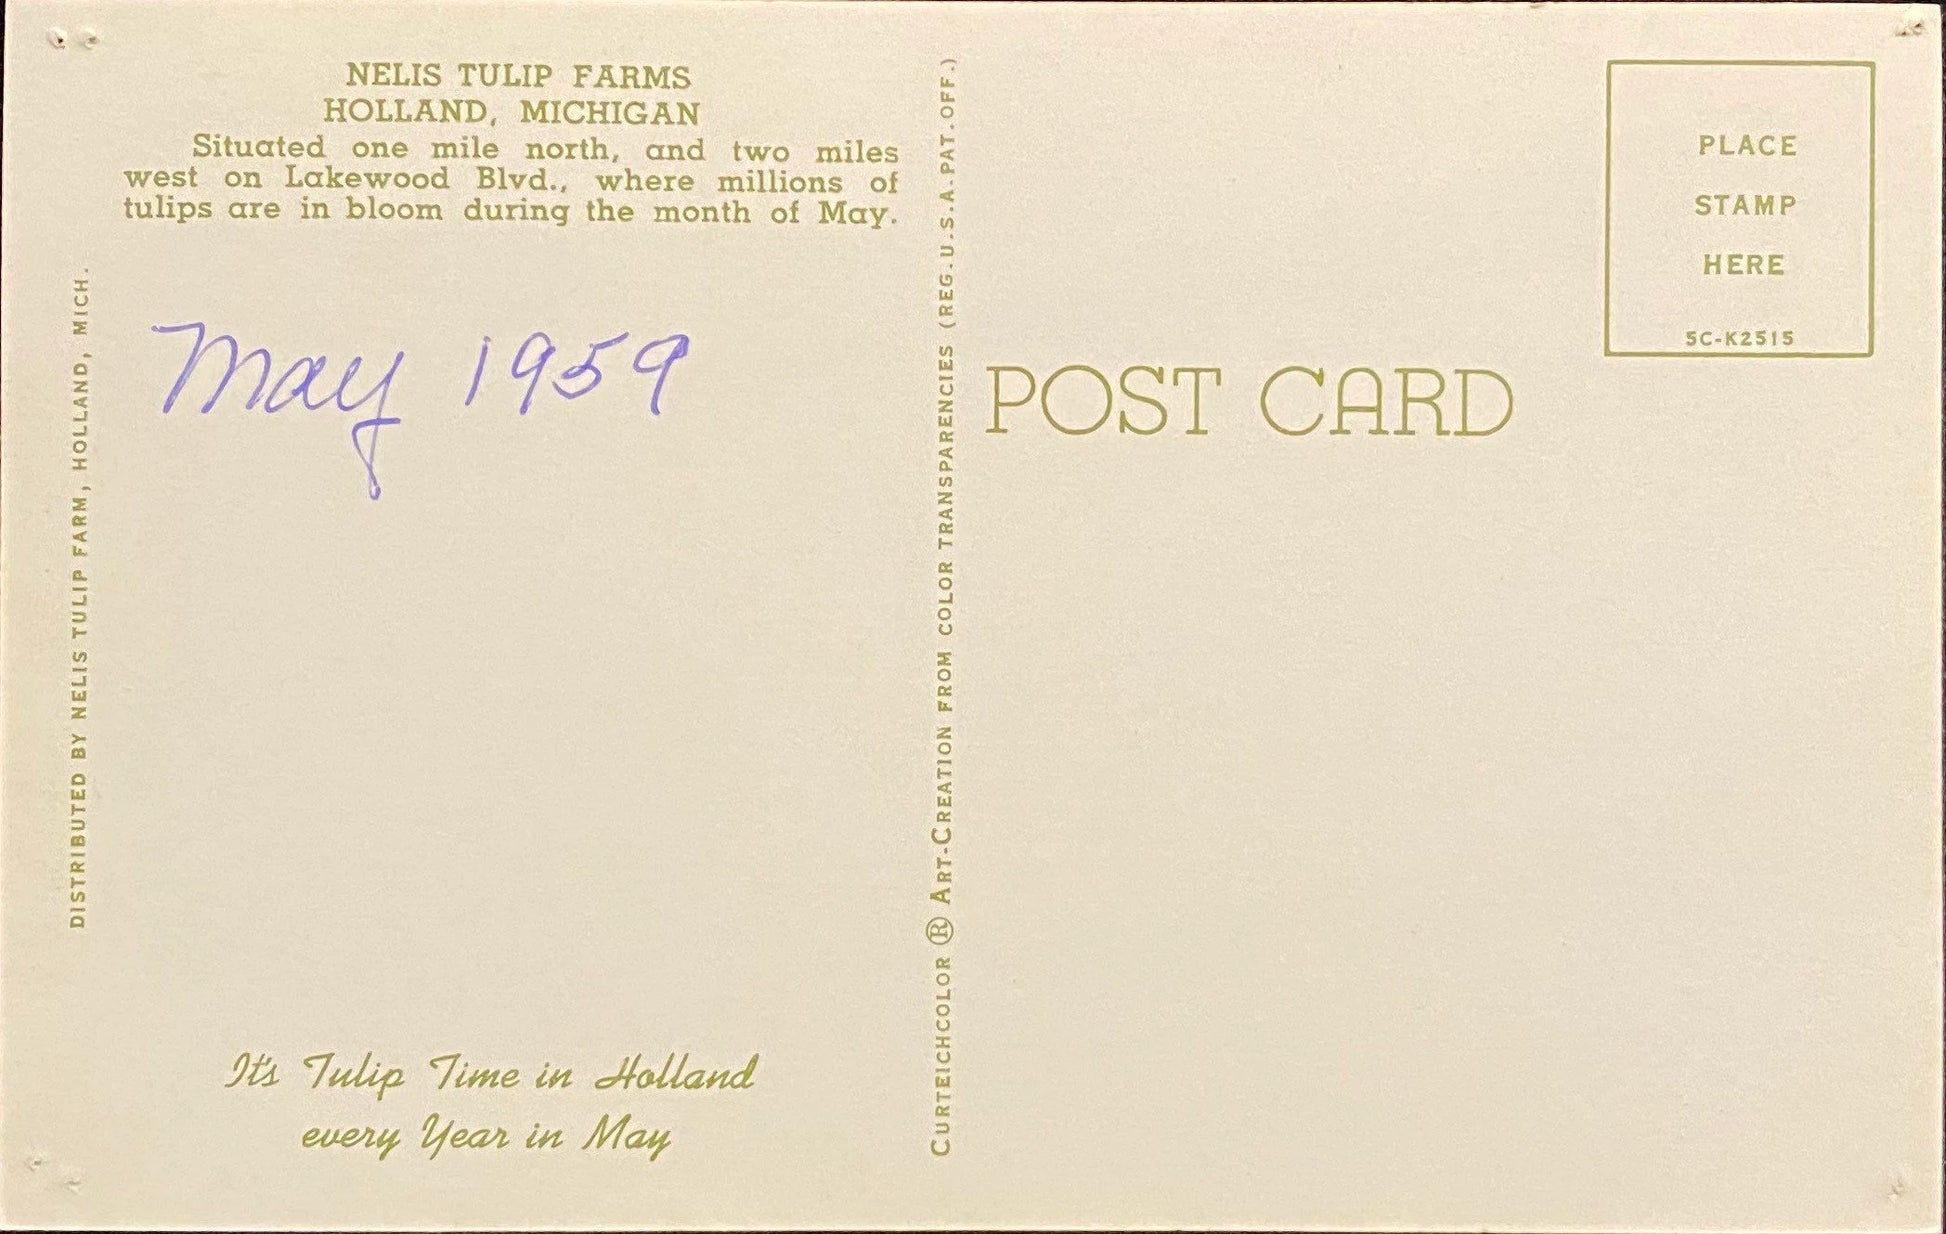 NELIS TULIP FARMS
HOLLAND, MICHIGAN
Situated one mile north, and two miles
west on Lakewood Blvd., where millions of
tulips are in bloom during the month of May.
May 1959
DISTRIBUTED BY NELIS TULIP FARM, HOLLAND, MICH.
It's Tulip Time in Holland
every Year in May
CURTEICHCOLOR ® ART-CREATION FROM COLOR TRANSPARENCIES (REG. U.S.A. PAT. OFF.)
POST CARD
PLACE
STAMP
HERE
5C-K2515